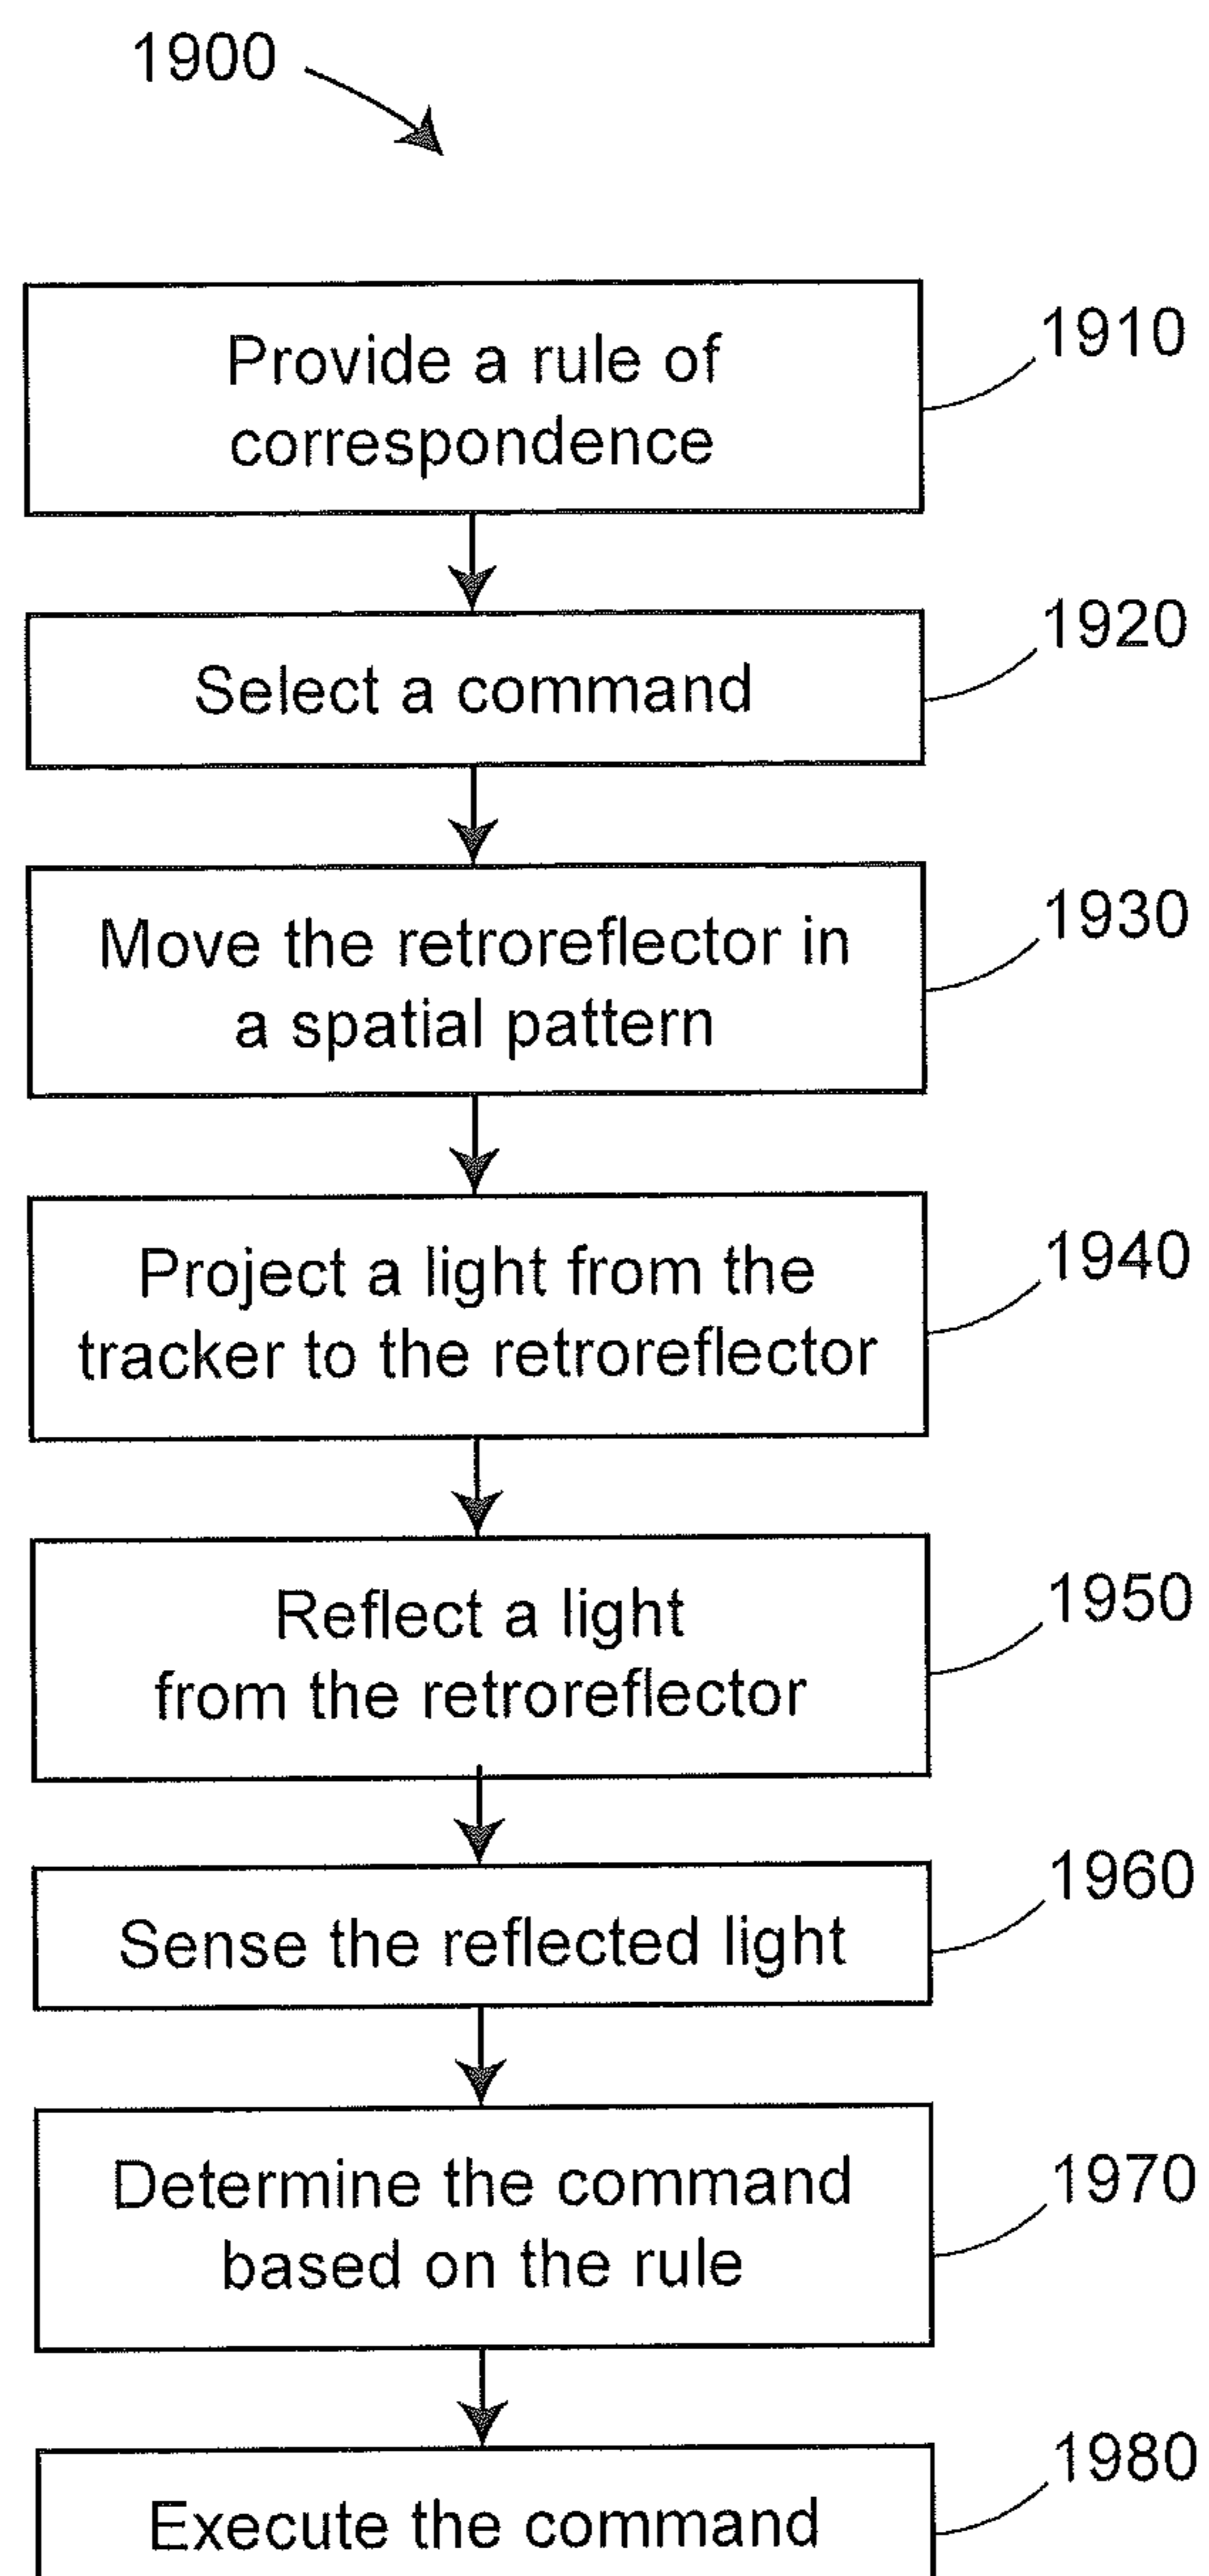 1900
Provide a rule of
correspondence
1910
Select a command
1920
Move the retroreflector in
a spatial pattern
1930
Project a light from the
tracker to the retroreflector
1940
Reflect a light
from the retroreflector
1950
Sense the reflected light
1960
Determine the command
based on the rule
1970
Execute the command
1980